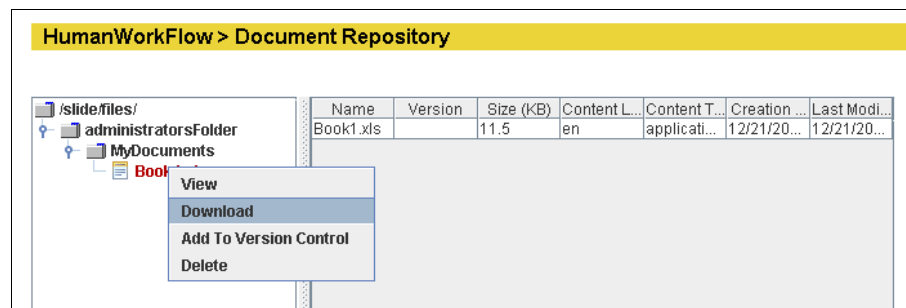 HumanWorkFlow > Document Repository
/slide/files/
administratorsFolder
MyDocuments
Book
View
Download
Add To Version Control
Delete
Name Version Size (KB) Content L... Content T... Creation ... Last Modi...
Book1.xls 11.5 en applicati... 12/21/20... 12/21/20...